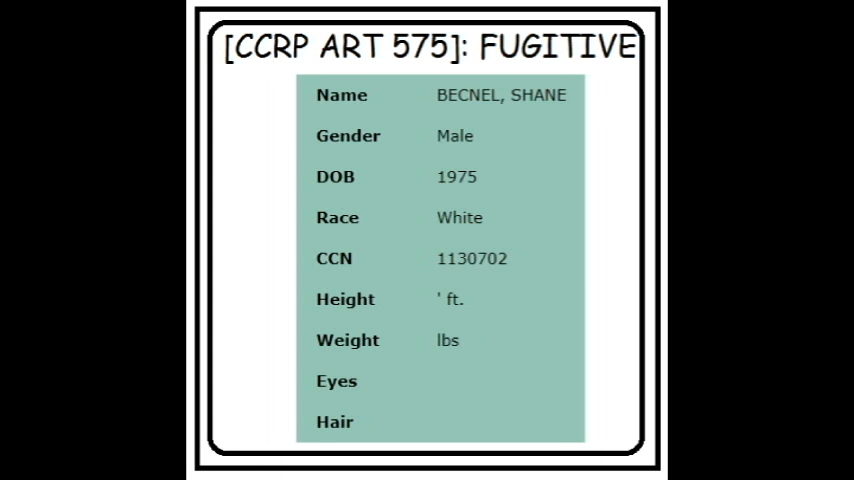 [CCRP ART 575]: FUGITIVE
Name BECNEL, SHANE
Gender Male
DOB 1975
Race White
CCN 1130702
Height ' ft.
Weight lbs
Eyes
Hair